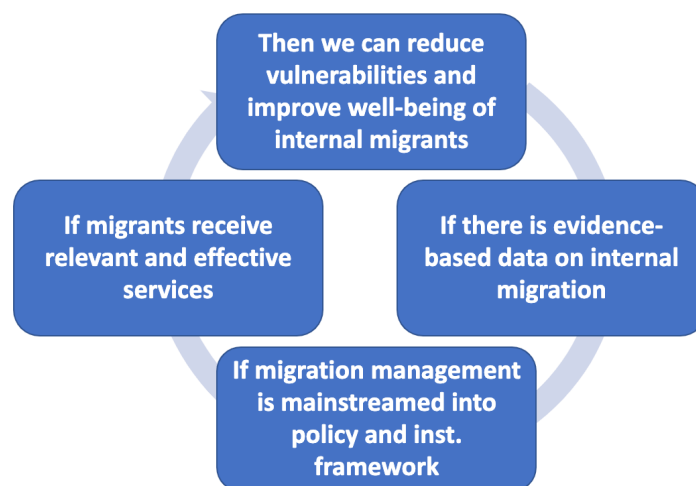 Then we can reduce
vulnerabilities and
improve well-being of
internal migrants
If there is evidence-
based data on internal
migration
If migration management
is mainstreamed into
policy and inst.
framework
If migrants receive
relevant and effective
services